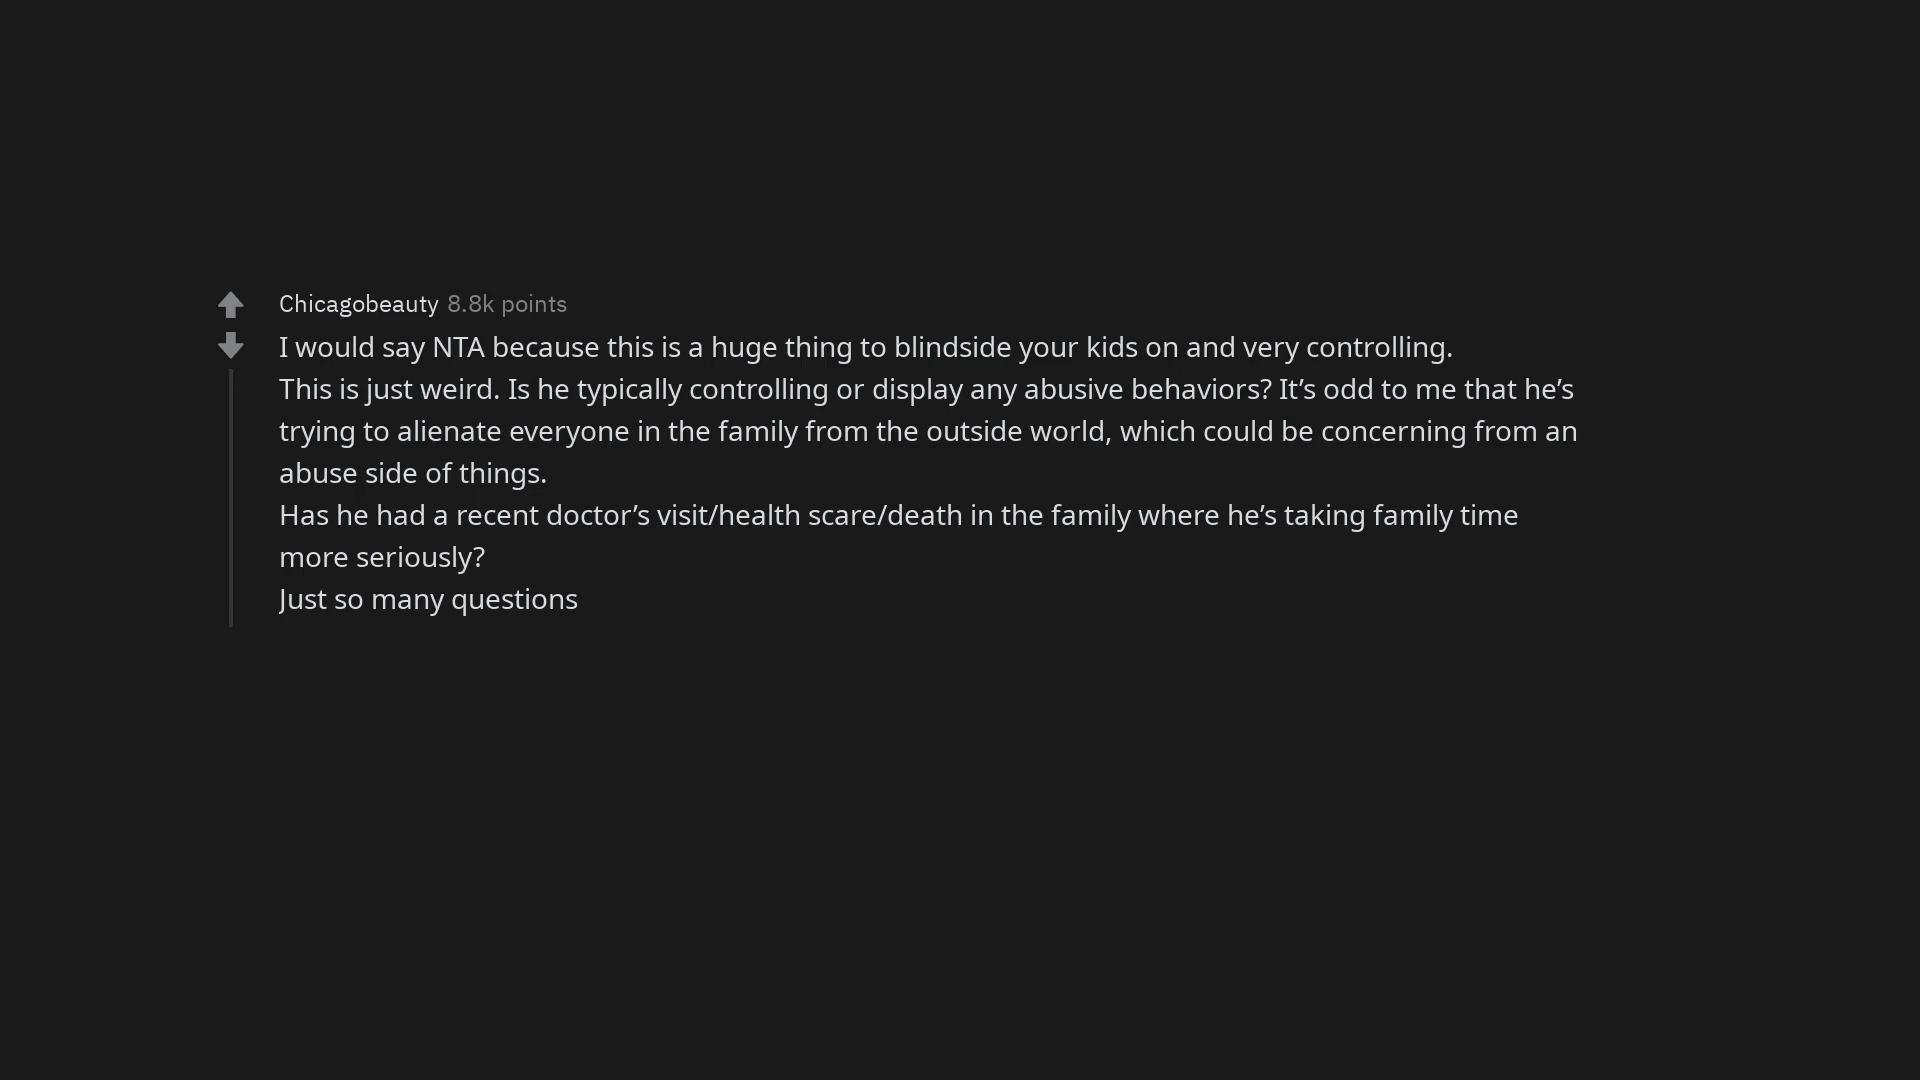 Chicagobeauty 8.8k points
I would say NTA because this is a huge thing to blindside your kids on and very controlling.
This is just weird. Is he typically controlling or display any abusive behaviors? It’s odd to me that he’s
trying to alienate everyone in the family from the outside world, which could be concerning from an
abuse side of things.
Has he had a recent doctor’s visit/health scare/death in the family where he’s taking family time
more seriously?
Just so many questions